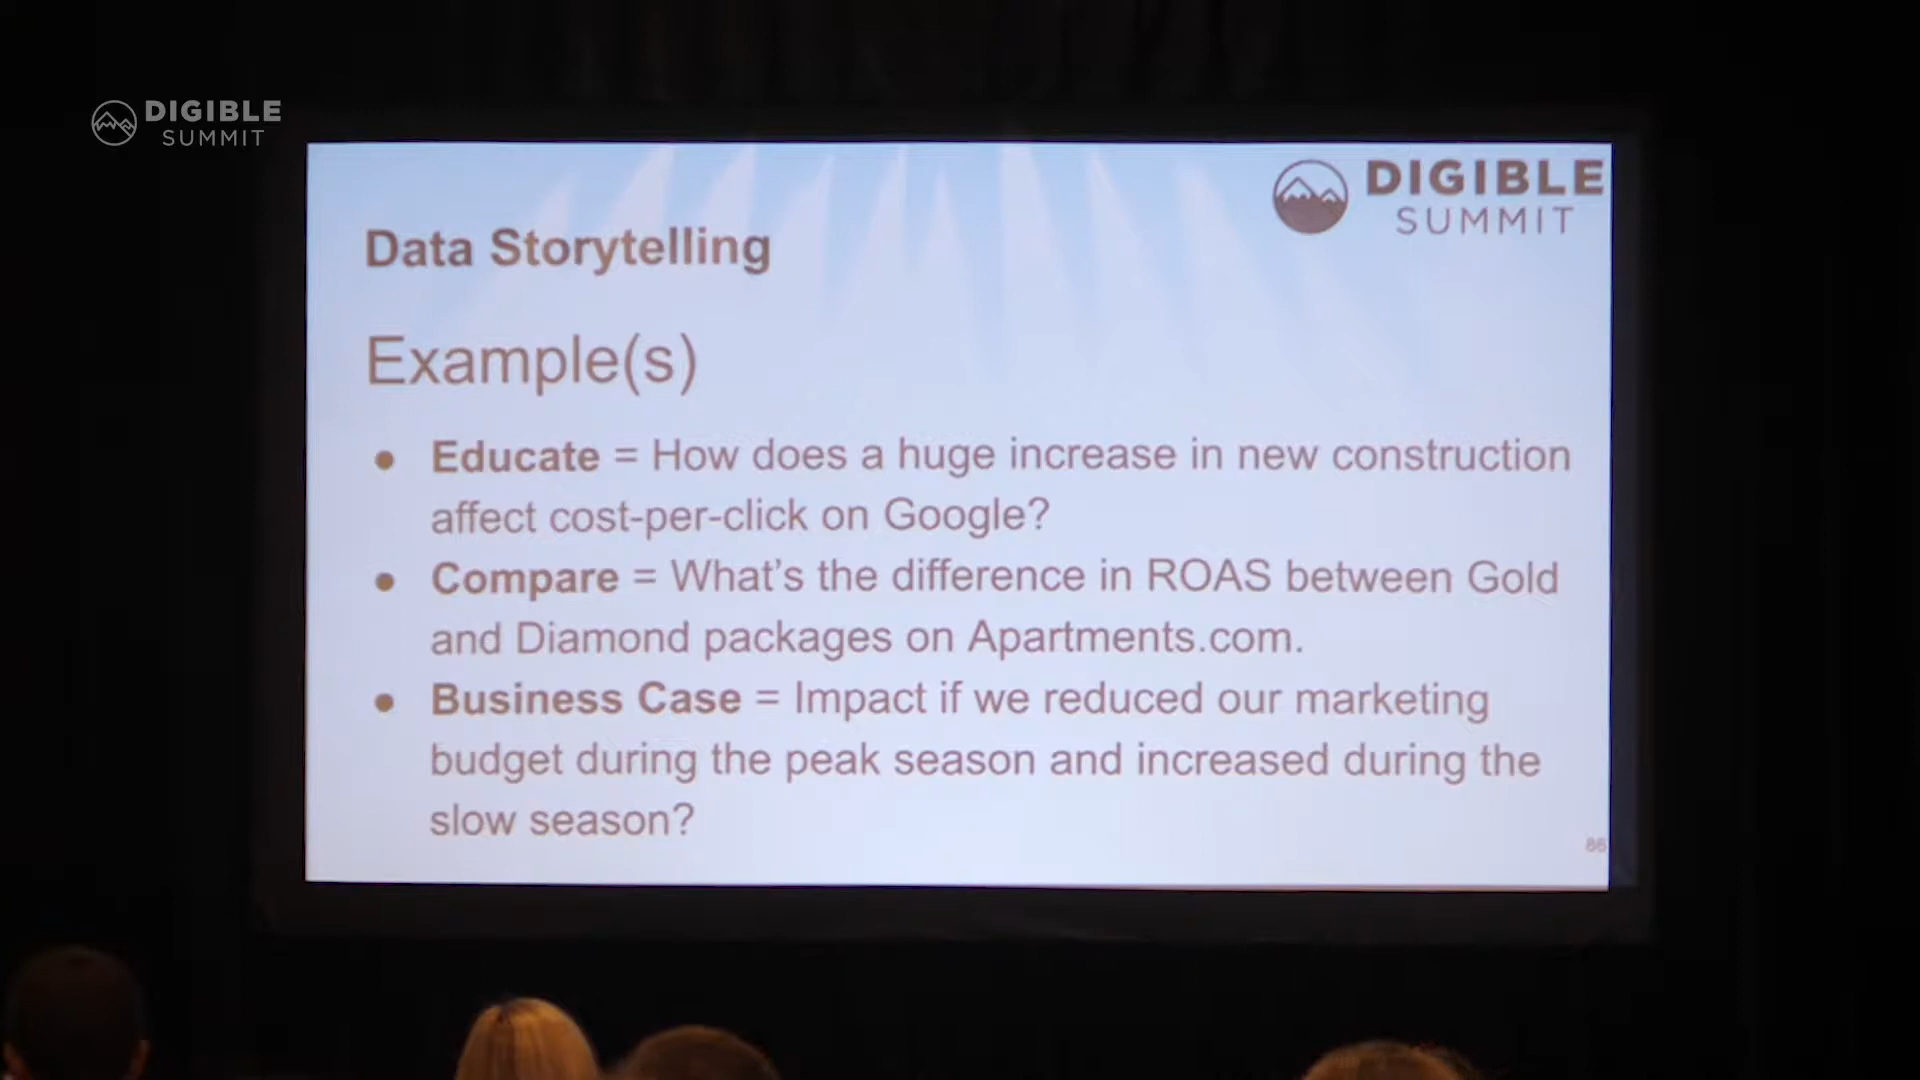 DIGIBLE
SUMMIT
DIGIBLE
SUMMIT
Data Storytelling
Example(s)
● Educate = How does a huge increase in new construction
affect cost-per-click on Google?
● Compare = What's the difference in ROAS between Gold
and Diamond packages on Apartments.com.
● Business Case = Impact if we reduced our marketing
budget during the peak season and increased during the
slow season?